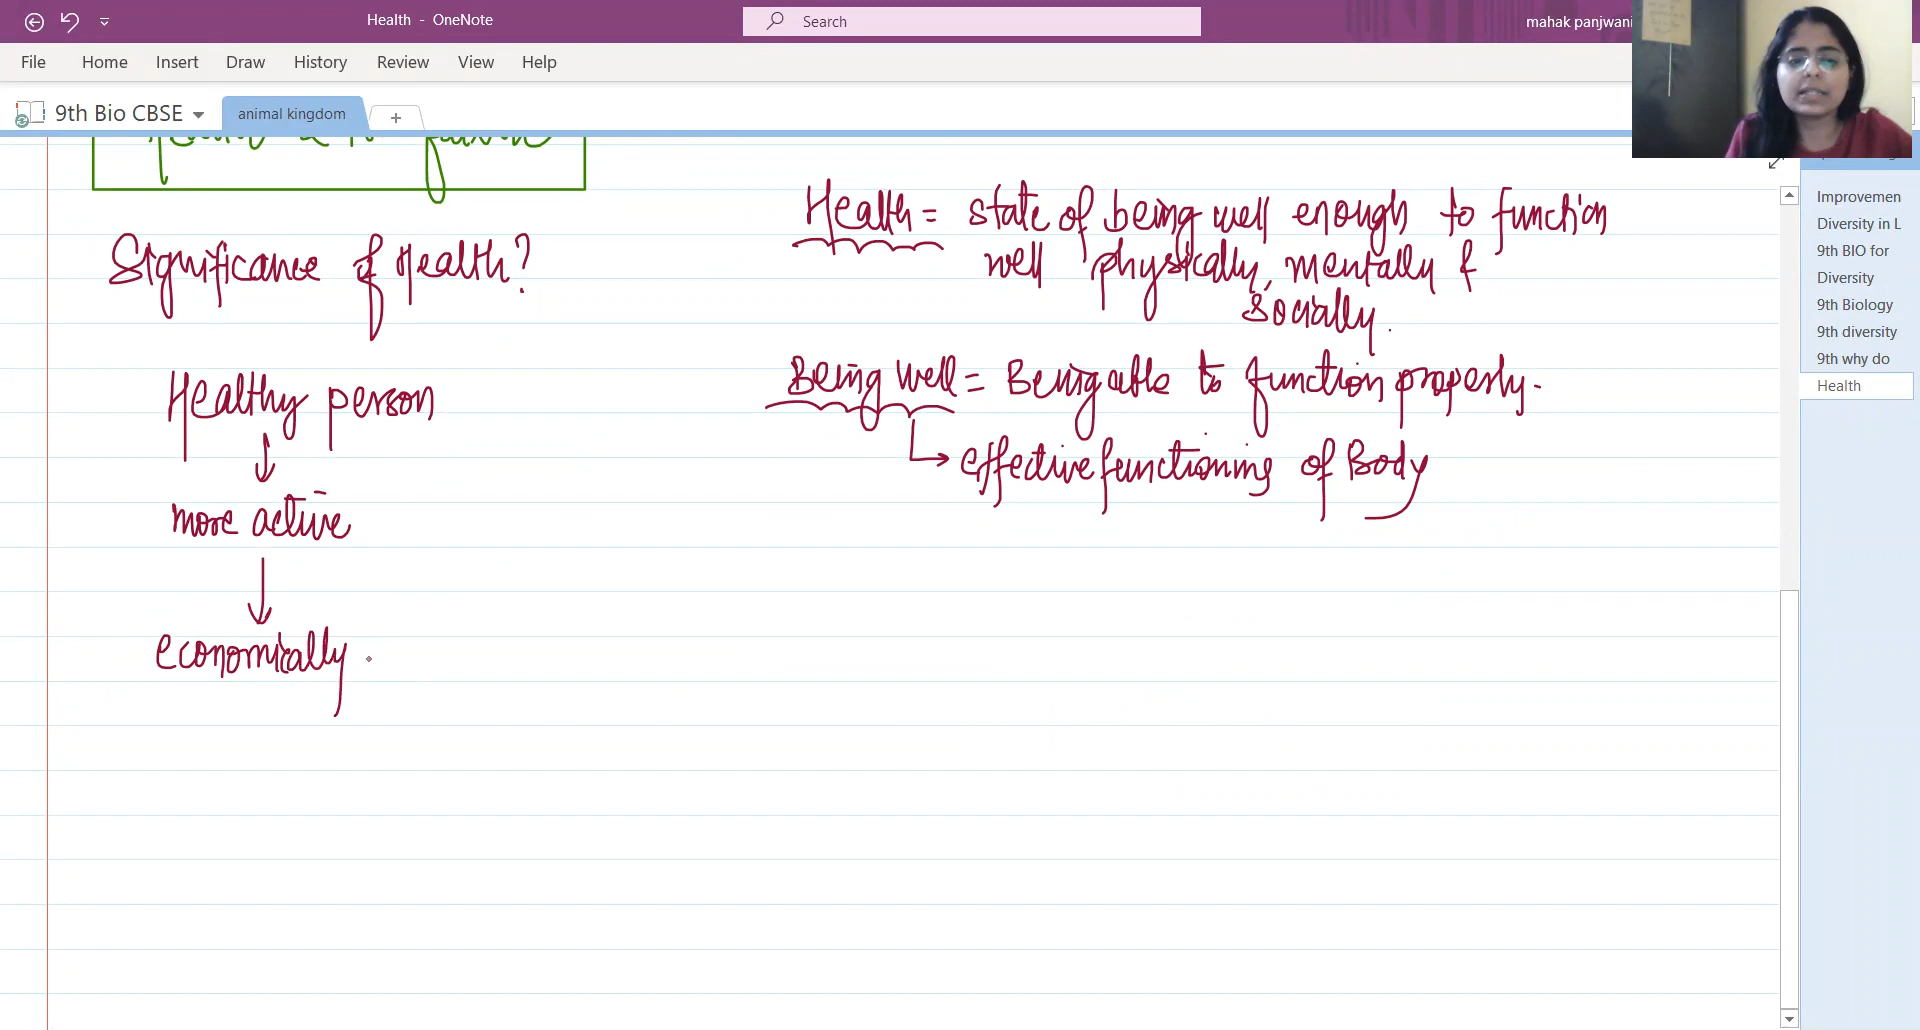 Health - OneNote
Search
mahak panjwani
File Home Insert Draw History Review View Help
9th Bio CBSE
animal kingdom
+
Significance of Health?
Healthy person
more active
economically
Health = state of being well enough to function
well physically, mentally &
socially.
Being well = Being able to function properly.
effective functioning of Body
Improvemen
Diversity in L
9th BIO for
Diversity
9th Biology
9th diversity
9th why do
Health